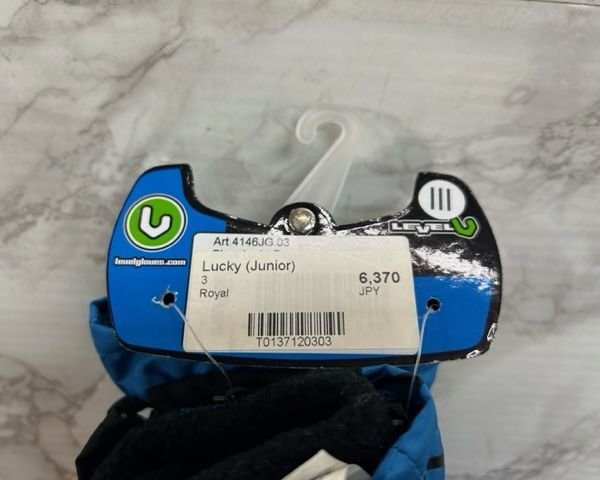 III
LEVEL
levelgloves.com
Art 4146JG.03
Lucky (Junior)
3
6,370
Royal
JPY
T0137120303